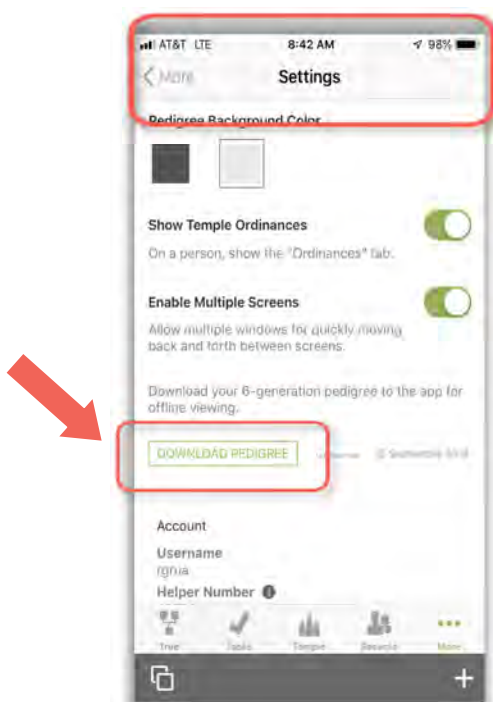 AT&T LTE 8:42 AM 98%
More Settings
Pedigree Background Color
Show Temple Ordinances
On a person, show the "Ordinances" tab.
Enable Multiple Screens
Allow multiple windows for quickly moving
back and forth between screens.
Download your 6-generation pedigree to the app for
offline viewing.
DOWNLOAD PEDIGREE
Account
Username
rgrua
Helper Number
Tree Tasks Temple More